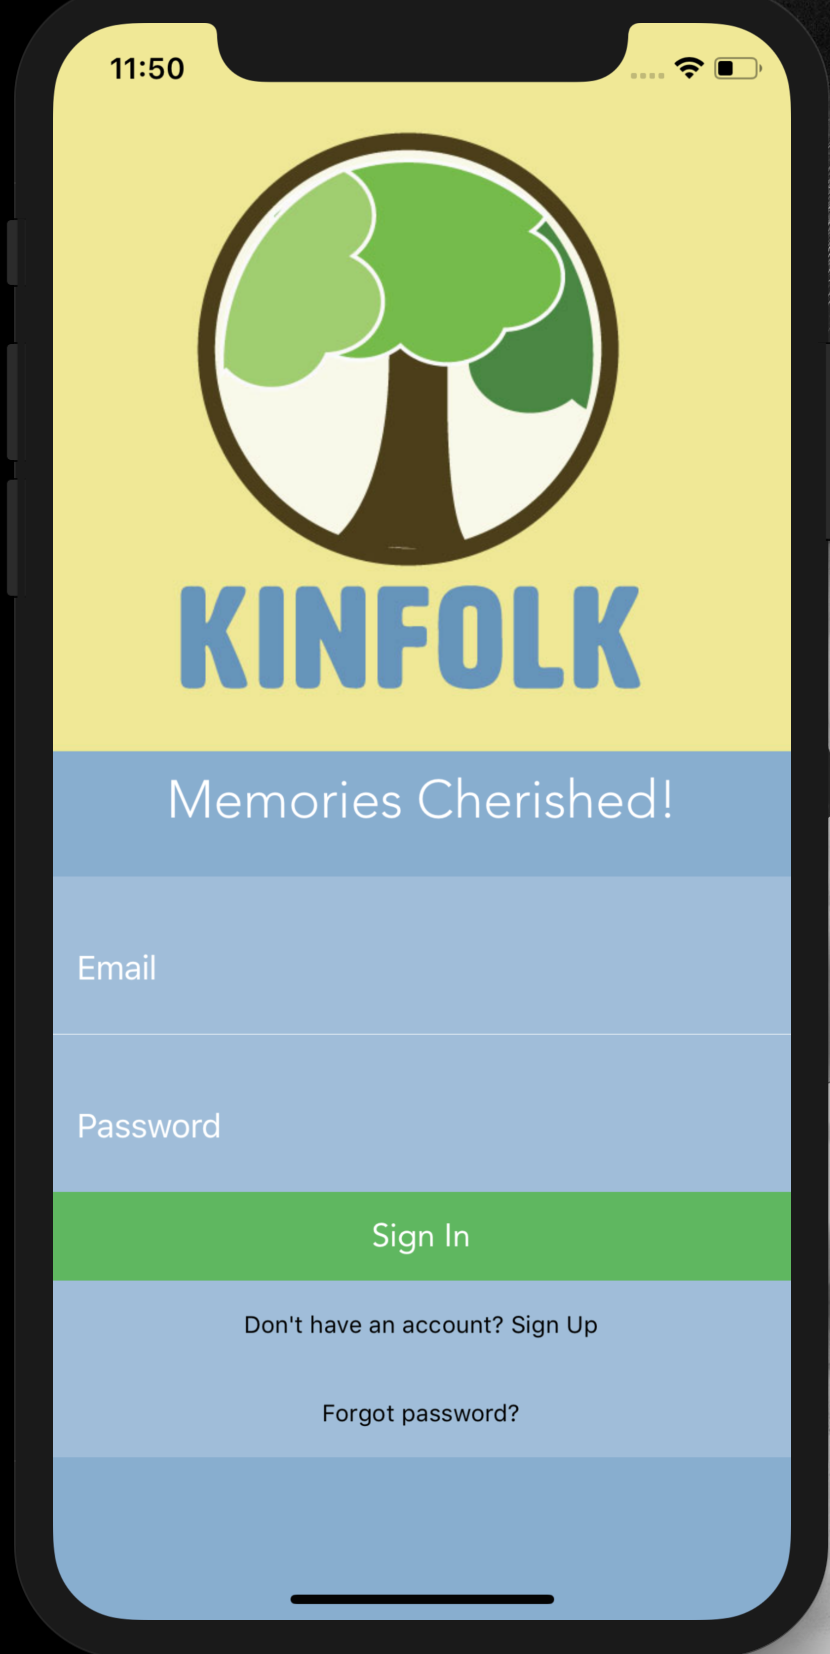 11:50
KINFOLK
Memories Cherished!
Email
Password
Sign In
Don't have an account? Sign Up
Forgot password?